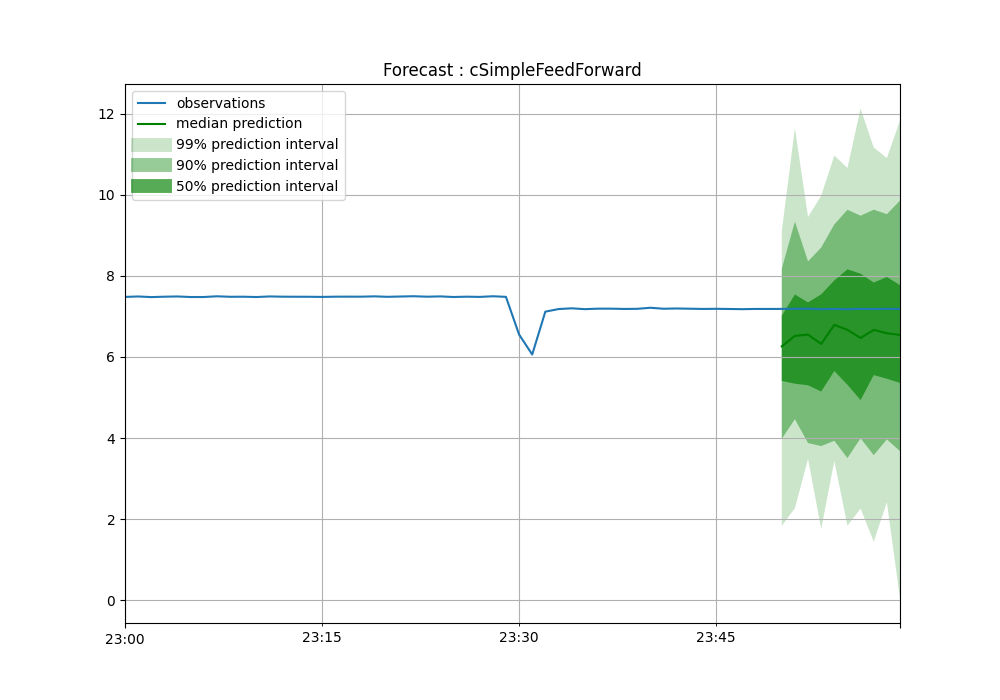 Forecast : cSimpleFeedForward
observations
median prediction
99% prediction interval
90% prediction interval
50% prediction interval
12
10
8
6
4
2
0
23:00
23:15
23:30
23:45